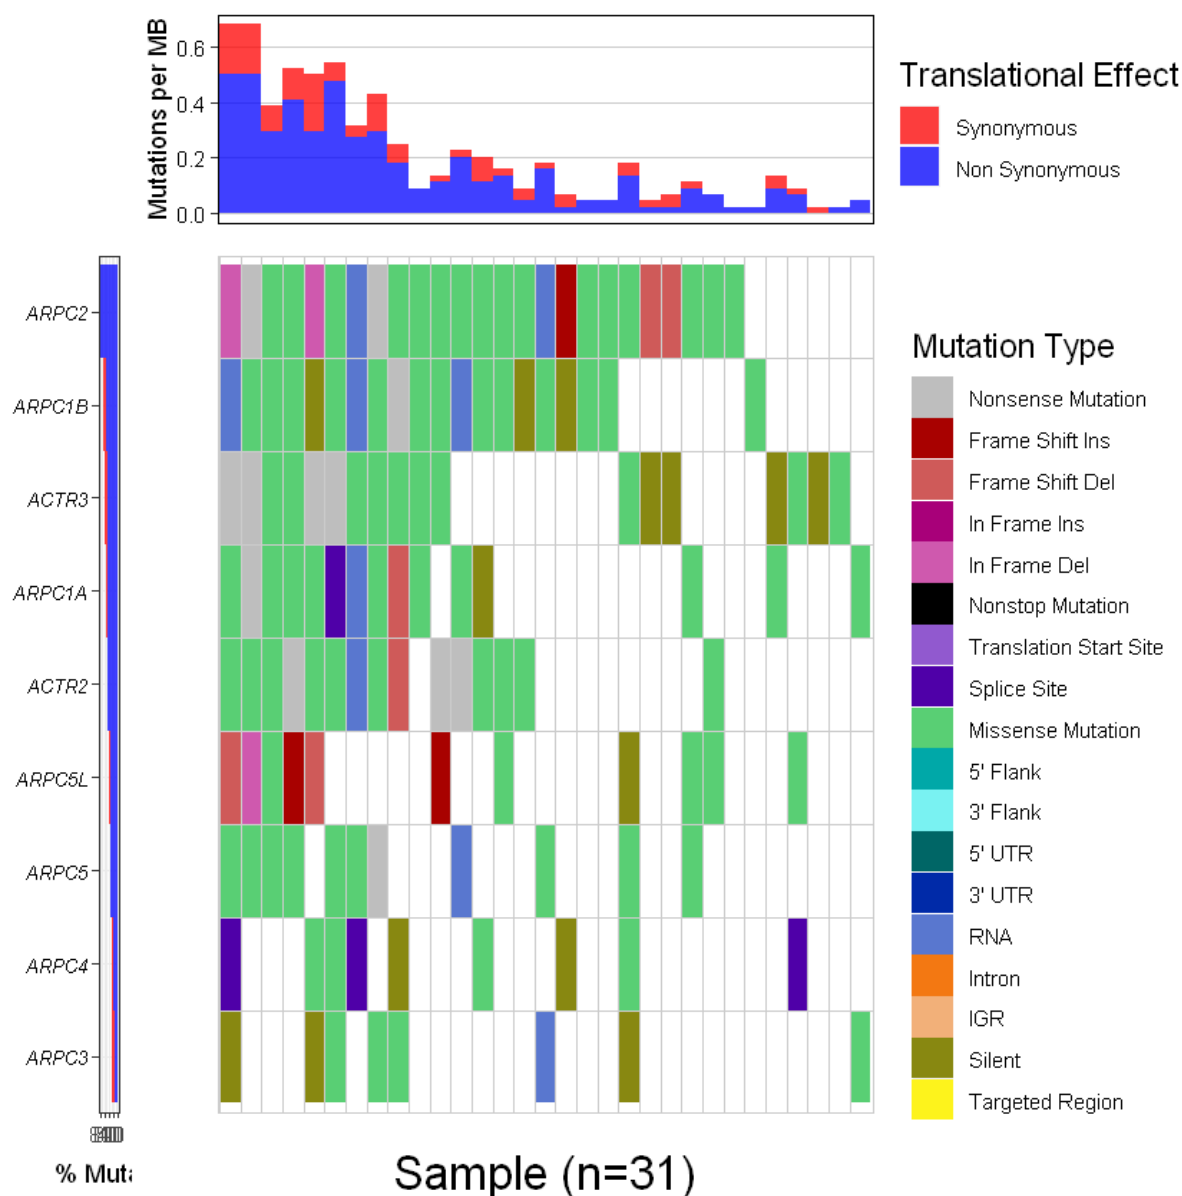 Mutations per MB
0.6
0.4
0.2
0.0
Translational Effect
Synonymous
Non Synonymous
ARPC2
ARPC1B
ACTR3
ARPC1A
ACTR2
ARPC5L
ARPC5
ARPC4
ARPC3
Mutation Type
Nonsense Mutation
Frame Shift Ins
Frame Shift Del
In Frame Ins
In Frame Del
Nonstop Mutation
Translation Start Site
Splice Site
Missense Mutation
5' Flank
3' Flank
5' UTR
3' UTR
RNA
Intron
IGR
Silent
Targeted Region
% Muta
Sample (n=31)